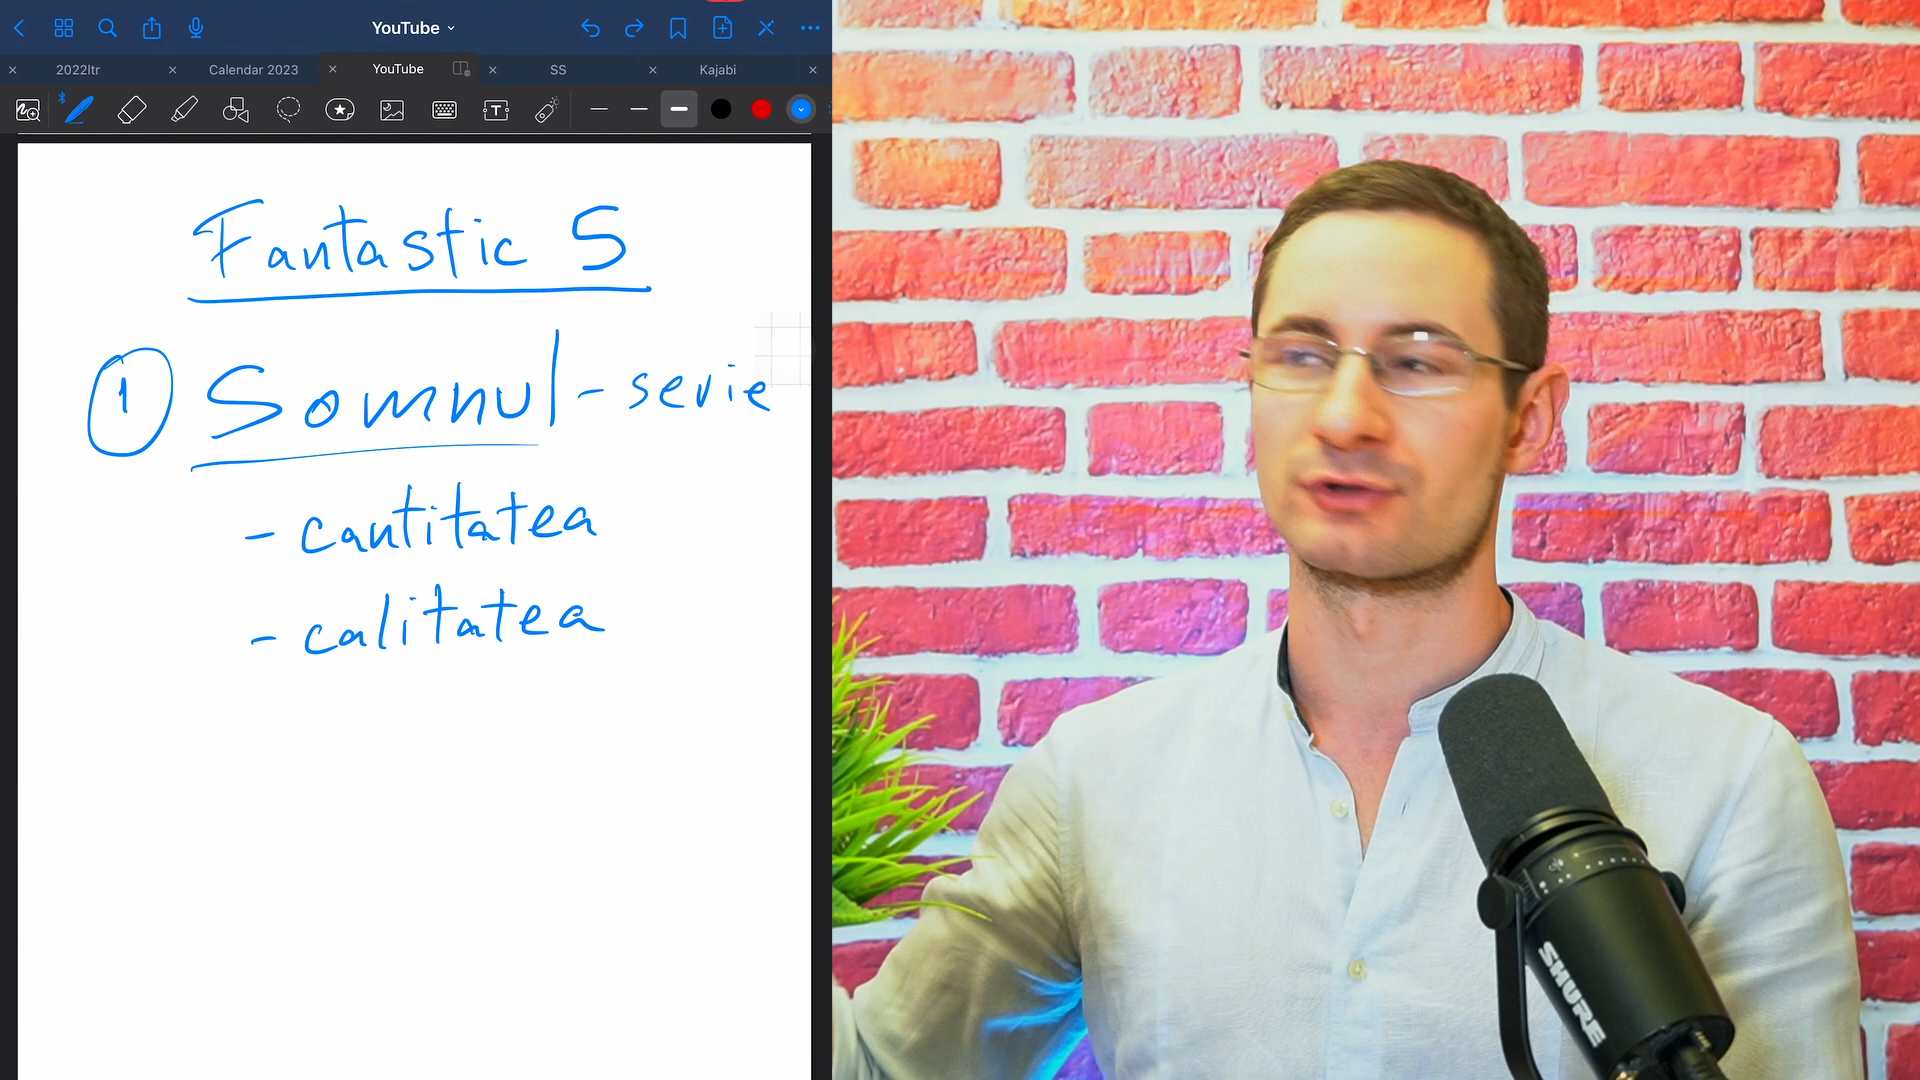 YouTube
2022ltr
Calendar 2023
YouTube
SS
Kajabi
Fantastic 5
1 Somnul - serie
- cantitatea
- calitatea
SHURE